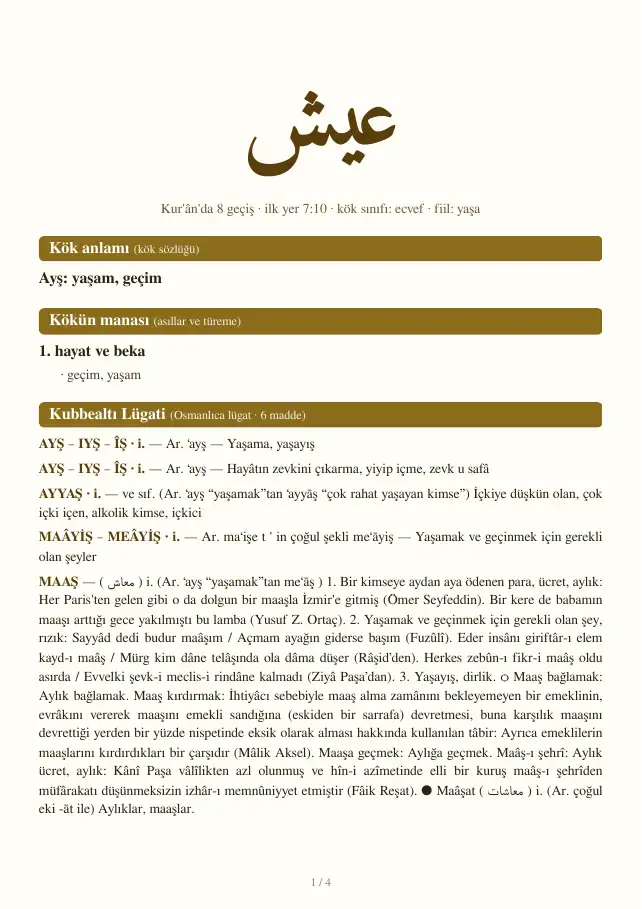 عيش
Kur'ân'da 8 geçiş · ilk yer 7:10 · kök sınıfı: ecvef · fiil: yaşa
Kök anlamı (kök sözlüğü)
Ayş: yaşam, geçim
Kökün manası (asıllar ve türeme)
1. hayat ve beka
· geçim, yaşam
Kubbealtı Lügati (Osmanlıca lügat · 6 madde)
AYŞ – IYŞ – ÎŞ · i. — Ar. ‘ayş — Yaşama, yaşayış
AYŞ – IYŞ – ÎŞ · i. — Ar. ‘ayş — Hayâtın zevkini çıkarma, yiyip içme, zevk u safâ
AYYAŞ · i. — ve sıf. (Ar. ‘ayş “yaşamak”tan ‘ayyāş “çok rahat yaşayan kimse”) İçkiye düşkün olan, çok
içki içen, alkolik kimse, içkici
MAÂYİŞ – MEÂYİŞ · i. — Ar. ma‘işe t ’ in çoğul şekli me‘āyiş — Yaşamak ve geçinmek için gerekli
olan şeyler
MAAŞ — ( معاش ) i. (Ar. ‘ayş “yaşamak”tan me‘āş ) 1. Bir kimseye aydan aya ödenen para, ücret, aylık:
Her Paris'ten gelen gibi o da dolgun bir maaşla İzmir'e gitmiş (Ömer Seyfeddin). Bir kere de babamın
maaşı arttığı gece yakılmıştı bu lamba (Yusuf Z. Ortaç). 2. Yaşamak ve geçinmek için gerekli olan şey,
rızık: Sayyâd dedi budur maâşım / Açmam ayağın giderse başım (Fuzûlî). Eder insânı giriftâr-ı elem
kayd-ı maâş / Mürg kim dâne telâşında ola dâma düşer (Râşid’den). Herkes zebûn-ı fikr-i maâş oldu
asırda / Evvelki şevk-i meclis-i rindâne kalmadı (Ziyâ Paşa’dan). 3. Yaşayış, dirlik. ѻ Maaş bağlamak:
Aylık bağlamak. Maaş kırdırmak: İhtiyâcı sebebiyle maaş alma zamânını bekleyemeyen bir emeklinin,
evrâkını vererek maaşını emekli sandığına (eskiden bir sarrafa) devretmesi, buna karşılık maaşını
devrettiği yerden bir yüzde nispetinde eksik olarak alması hakkında kullanılan tâbir: Ayrıca emeklilerin
maaşlarını kırdırdıkları bir çarşıdır (Mâlik Aksel). Maaşa geçmek: Aylığa geçmek. Maâş-ı şehrî: Aylık
ücret, aylık: Kânî Paşa vâlîlikten azl olunmuş ve hîn-i azîmetinde elli bir kuruş maâş-ı şehrîden
müfârakatı düşünmeksizin izhâr-ı memnûniyyet etmiştir (Fâik Reşat). ● Maâşat ( معاشات ) i. (Ar. çoğul
eki -āt ile) Aylıklar, maaşlar.
1 / 4